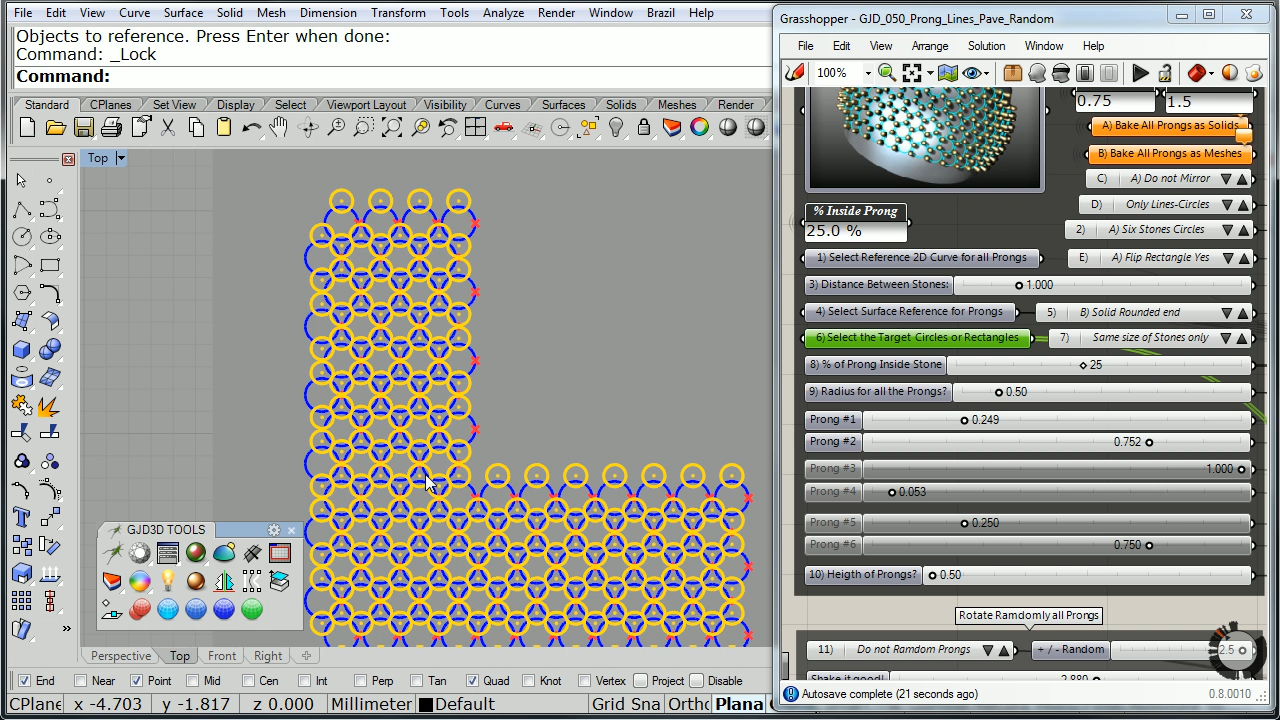 File Edit View Curve Surface Solid Mesh Dimension Transform Tools Analyze Render Window Brazil Help
Objects to reference. Press Enter when done:
Command: _Lock
Command:
Standard CPlanes Set View Display Select Viewport Layout Visibility Curves Surfaces Solids Meshes Render
Top
GJD3D TOOLS
Perspective Top Front Right
End Near Point Mid Cen Int Perp Tan Quad Knot Vertex Project Disable
CPlane x -4.703 y -1.817 z 0.000 Millimeter Default Grid Sna Ortho Plana
Grasshopper - GJD_050_Prong_Lines_Pave_Random
File Edit View Arrange Solution Window Help
100%
0.75 1.5
A) Bake All Prongs as Solids
B) Bake All Prongs as Meshes
C) A) Do not Mirror
D) Only Lines-Circles
% Inside Prong
25.0 %
2) A) Six Stones Circles
1) Select Reference 2D Curve for all Prongs
E) A) Flip Rectangle Yes
3) Distance Between Stones: 1.000
4) Select Surface Reference for Prongs
5) B) Solid Rounded end
6) Select the Target Circles or Rectangles
7) Same size of Stones only
8) % of Prong Inside Stone 25
9) Radius for all the Prongs? 0.50
Prong #1 0.249
Prong #2 0.752
Prong #3 1.000
Prong #4 0.053
Prong #5 0.250
Prong #6 0.750
10) Heigth of Prongs? 0.50
Rotate Ramdomly all Prongs
11) Do not Ramdom Prongs
+ / - Random 2.5
Shake it good! 2.880
Autosave complete (21 seconds ago)
0.8.0010